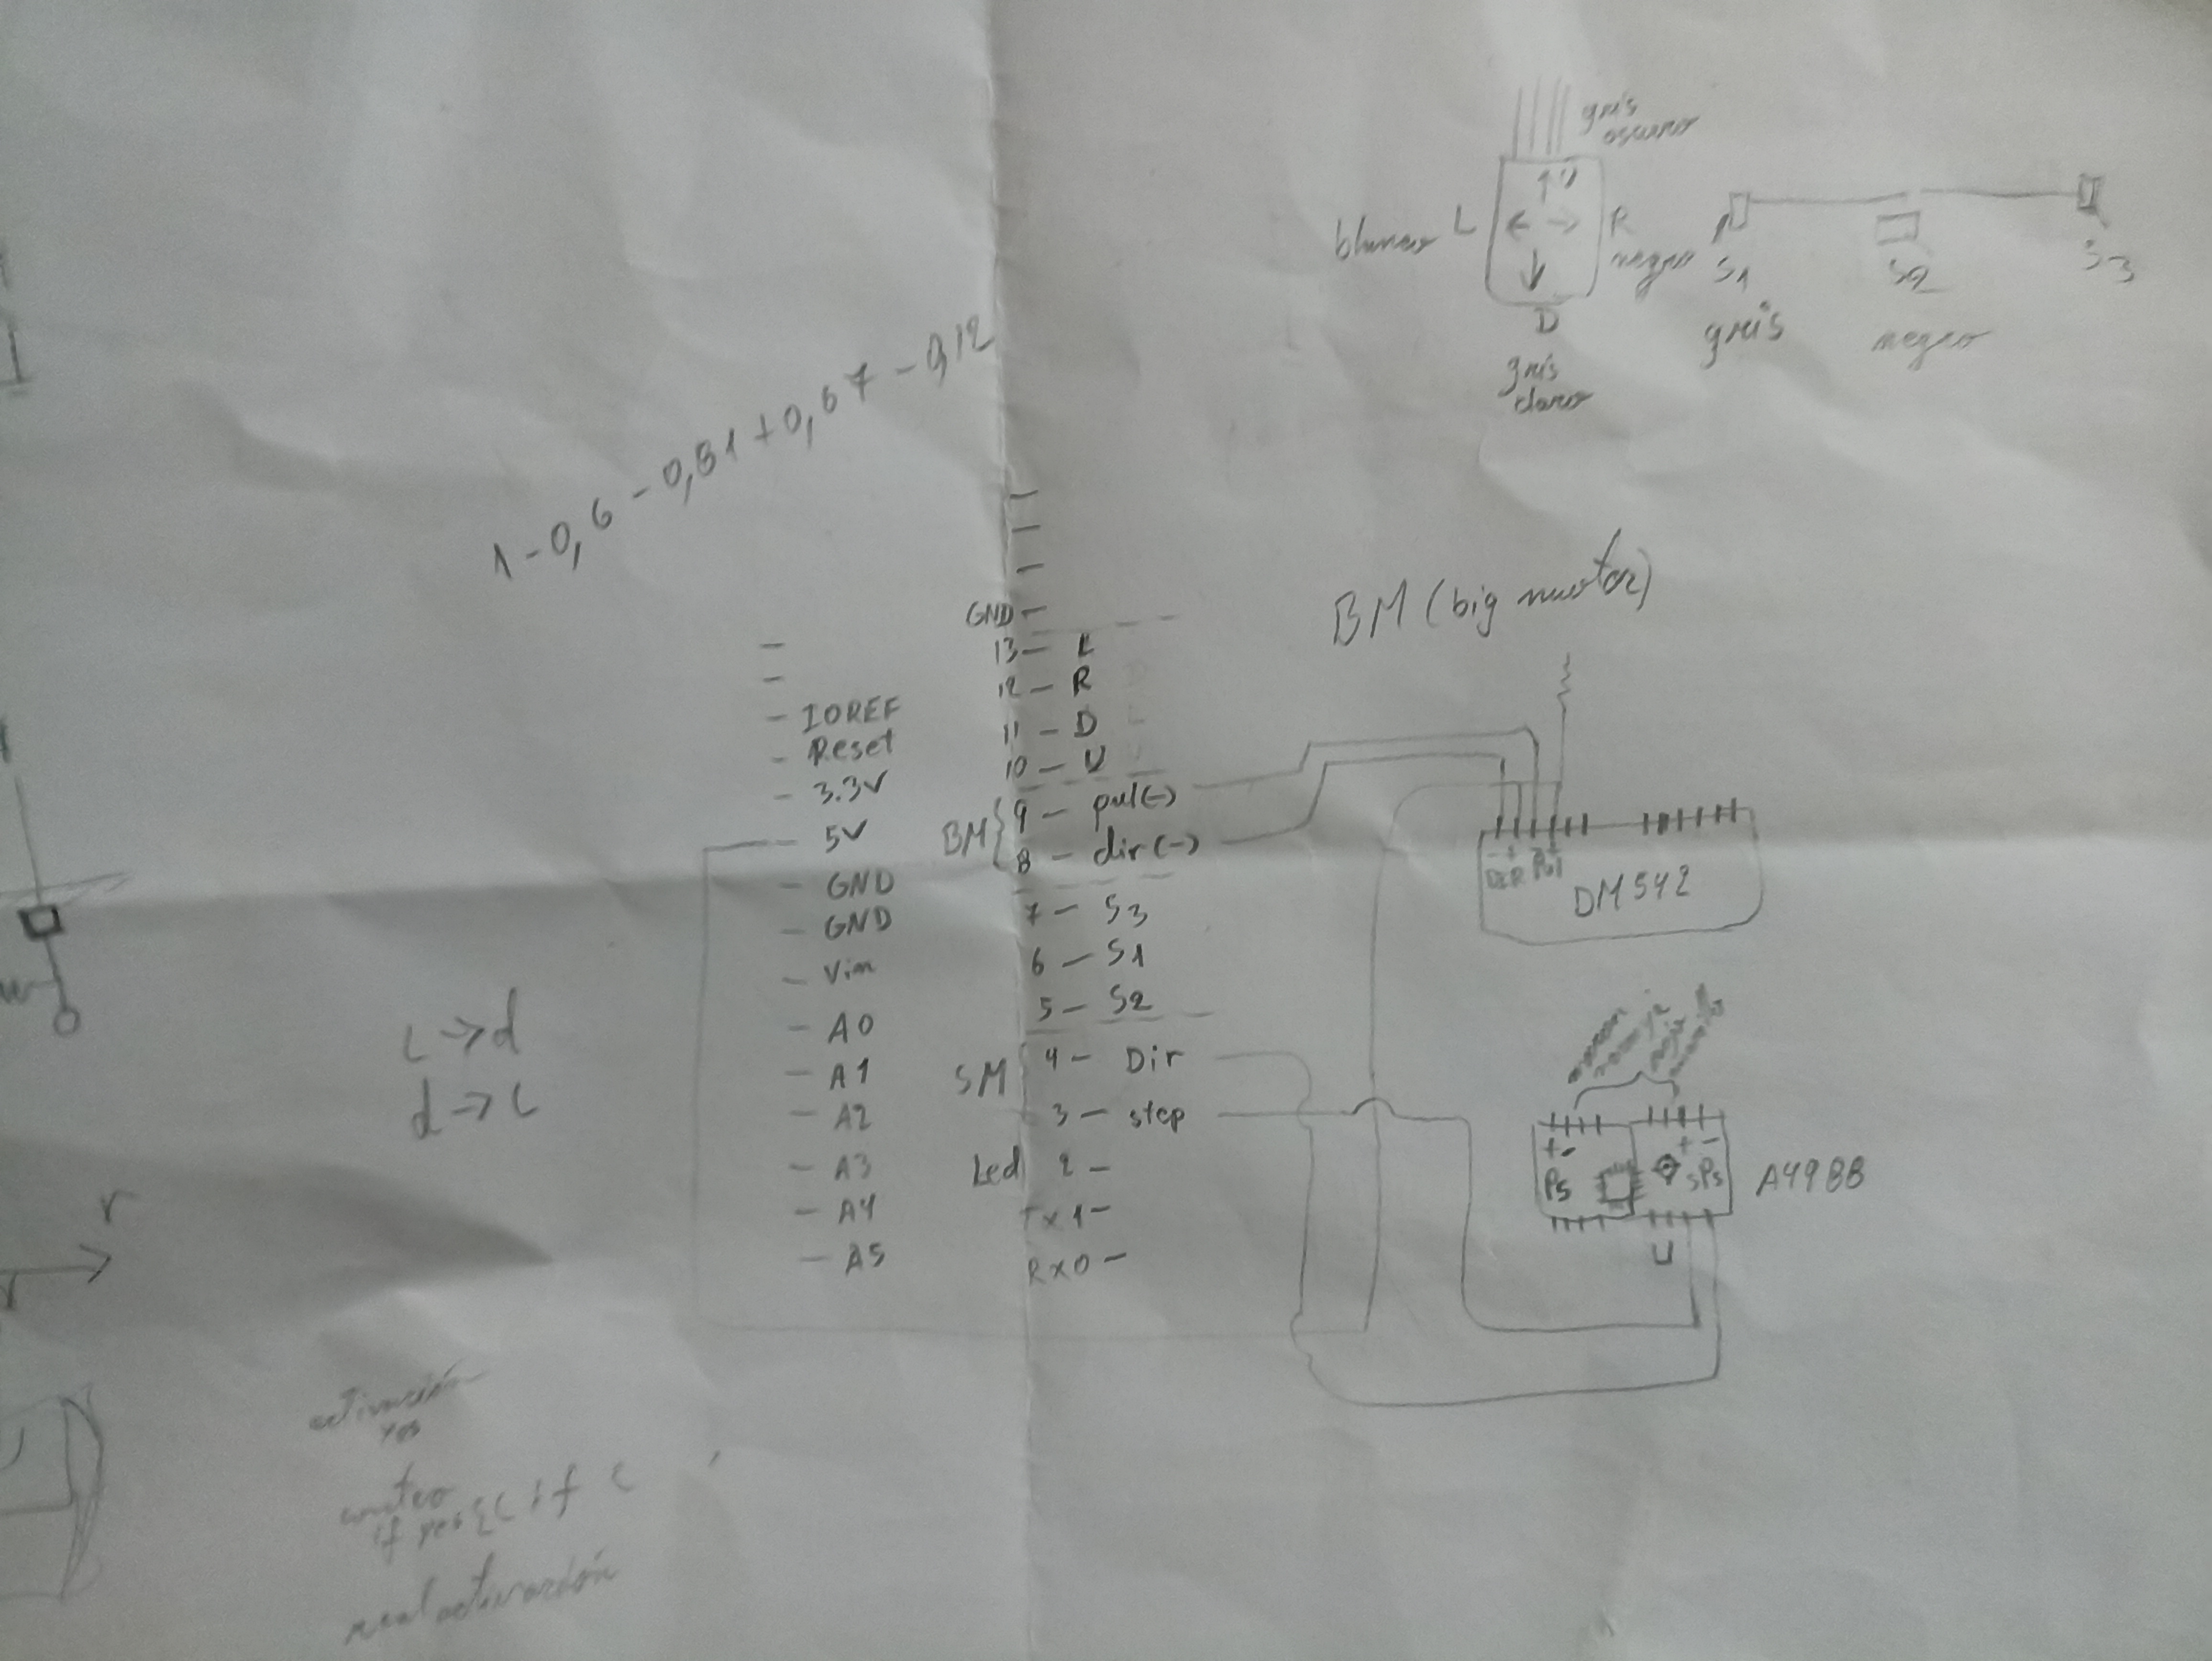 gris
oscuro
U
L
R
blanco
negro
D
gris
claro
S1
S2
S3
gris
negro
1-0,6-0,81+0,67-0,12
BM (big motor)
GND
13 - L
12 - R
11 - D
10 - U
BM
9 - pul(-)
8 - dir(-)
7 - S3
6 - S1
5 - S2
SM
4 - Dir
3 - step
Led 2 -
Tx 1 -
Rx 0 -
- IOREF
- Reset
- 3.3V
- 5V
- GND
- GND
- Vin
- A0
- A1
- A2
- A3
- A4
- A5
- + - +
DIR Pul
DM542
+ -
Ps
+ -
sPs
A4988
U
c → d
d → c
r
activación
yes
conteo
if yes { c if c
real activación